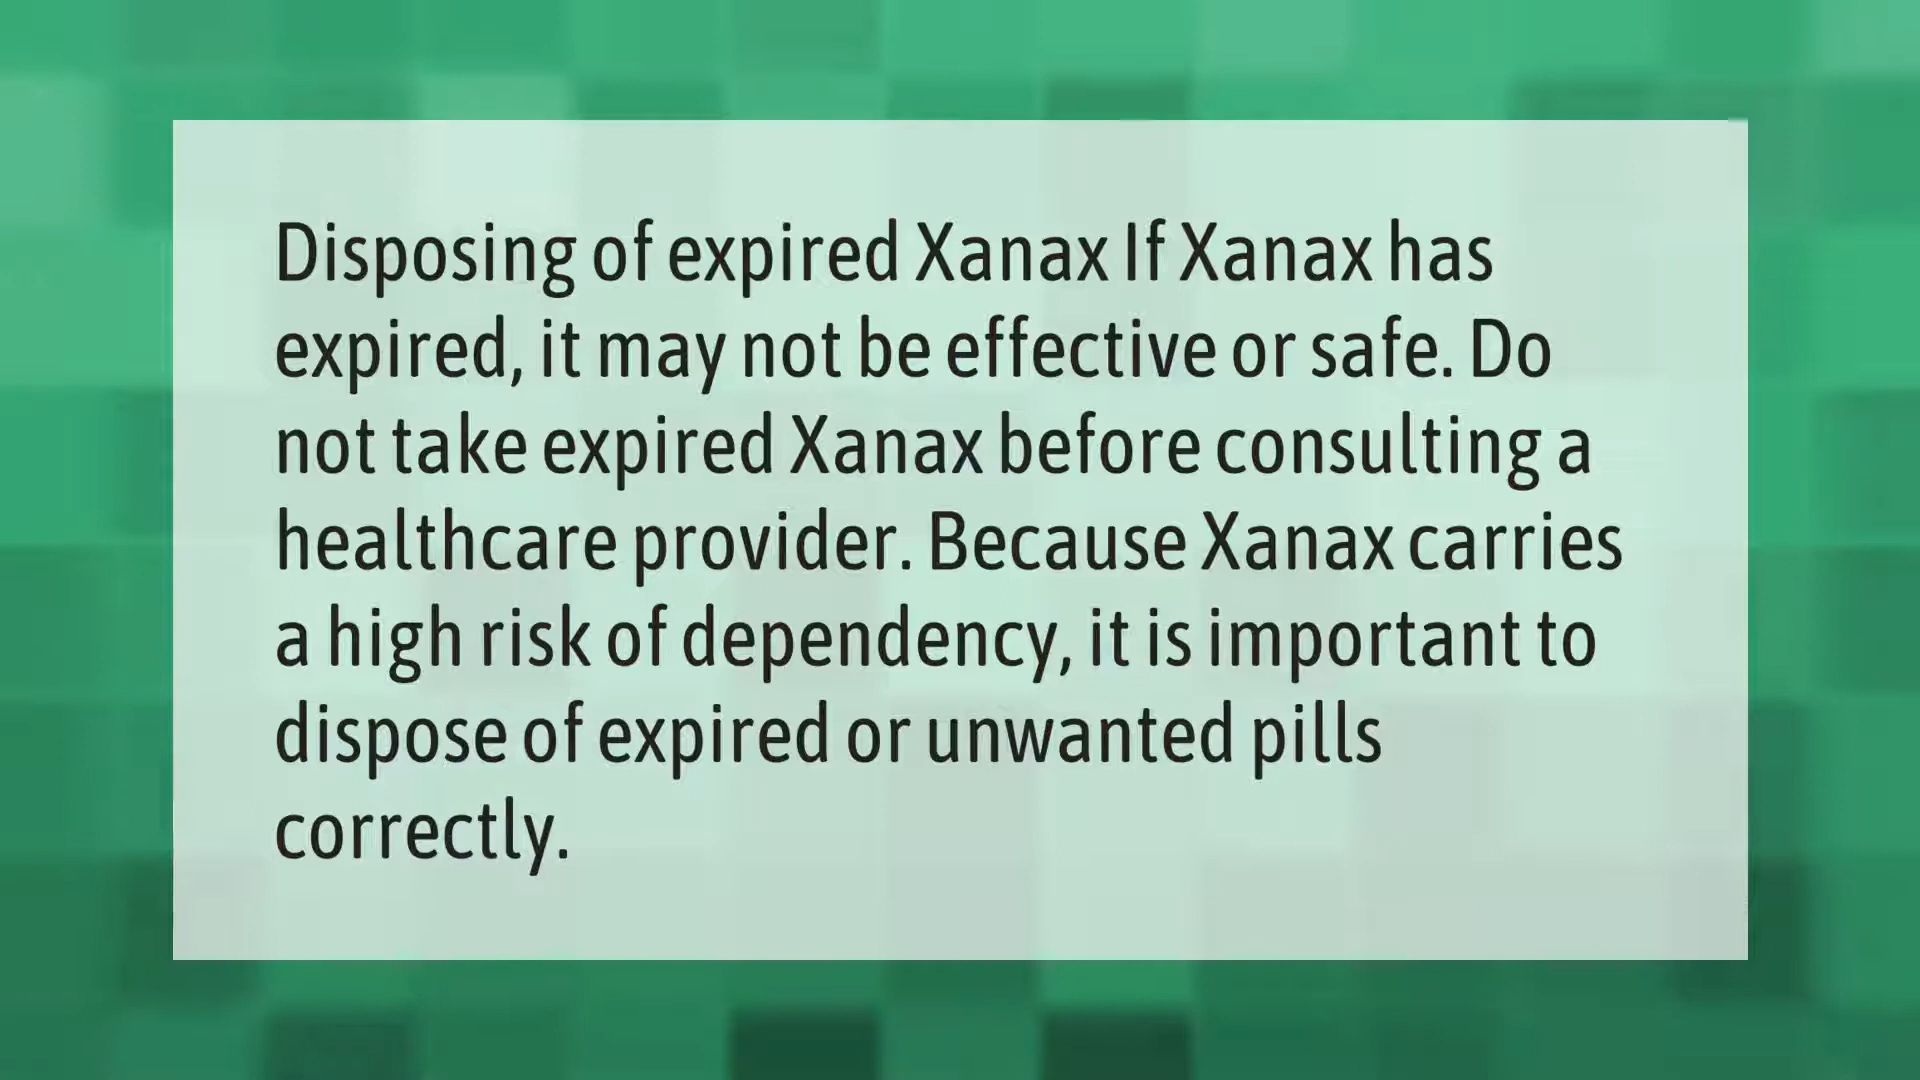 Disposing of expired Xanax If Xanax has
expired, it may not be effective or safe. Do
not take expired Xanax before consulting a
healthcare provider. Because Xanax carries
a high risk of dependency, it is important to
dispose of expired or unwanted pills
correctly.